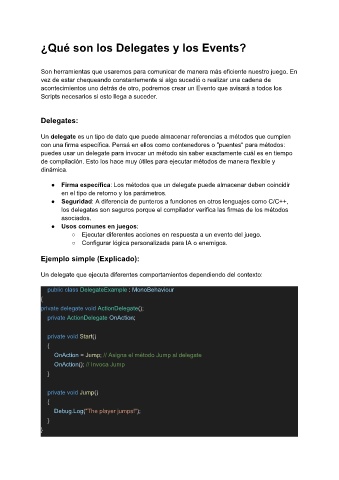 ¿Qué son los Delegates y los Events?
Son herramientas que usaremos para comunicar de manera más eficiente nuestro juego. En
vez de estar chequeando constantemente si algo sucedió o realizar una cadena de
acontecimientos uno detrás de otro, podremos crear un Evento que avisará a todos los
Scripts necesarios si esto llega a suceder.
Delegates:
Un delegate es un tipo de dato que puede almacenar referencias a métodos que cumplen
con una firma específica. Pensá en ellos como contenedores o "puentes" para métodos:
puedes usar un delegate para invocar un método sin saber exactamente cuál es en tiempo
de compilación. Esto los hace muy útiles para ejecutar métodos de manera flexible y
dinámica.
● Firma específica: Los métodos que un delegate puede almacenar deben coincidir
en el tipo de retorno y los parámetros.
● Seguridad: A diferencia de punteros a funciones en otros lenguajes como C/C++,
los delegates son seguros porque el compilador verifica las firmas de los métodos
asociados.
● Usos comunes en juegos:
○ Ejecutar diferentes acciones en respuesta a un evento del juego.
○ Configurar lógica personalizada para IA o enemigos.
Ejemplo simple (Explicado):
Un delegate que ejecuta diferentes comportamientos dependiendo del contexto:
public class DelegateExample : MonoBehaviour
{
private delegate void ActionDelegate();
private ActionDelegate OnAction;
private void Start()
{
OnAction = Jump; // Asigna el método Jump al delegate
OnAction(); // Invoca Jump
}
private void Jump()
{
Debug.Log("The player jumps!");
}
}